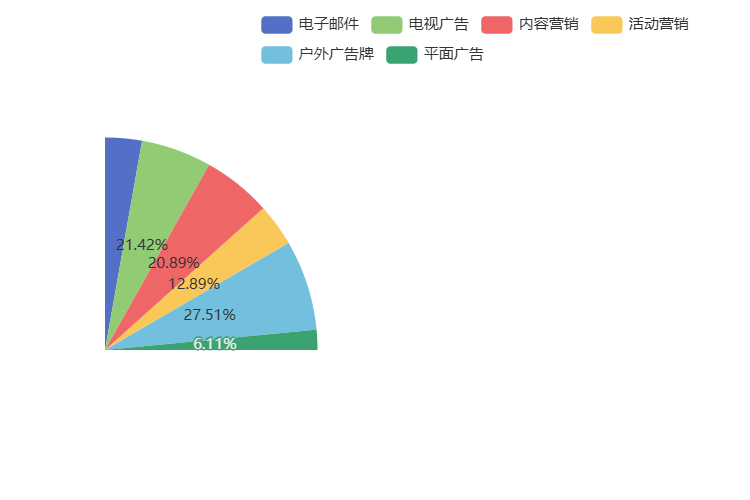 电子邮件 电视广告 内容营销 活动营销
户外广告牌 平面广告
21.42%
20.89%
12.89%
27.51%
6.11%